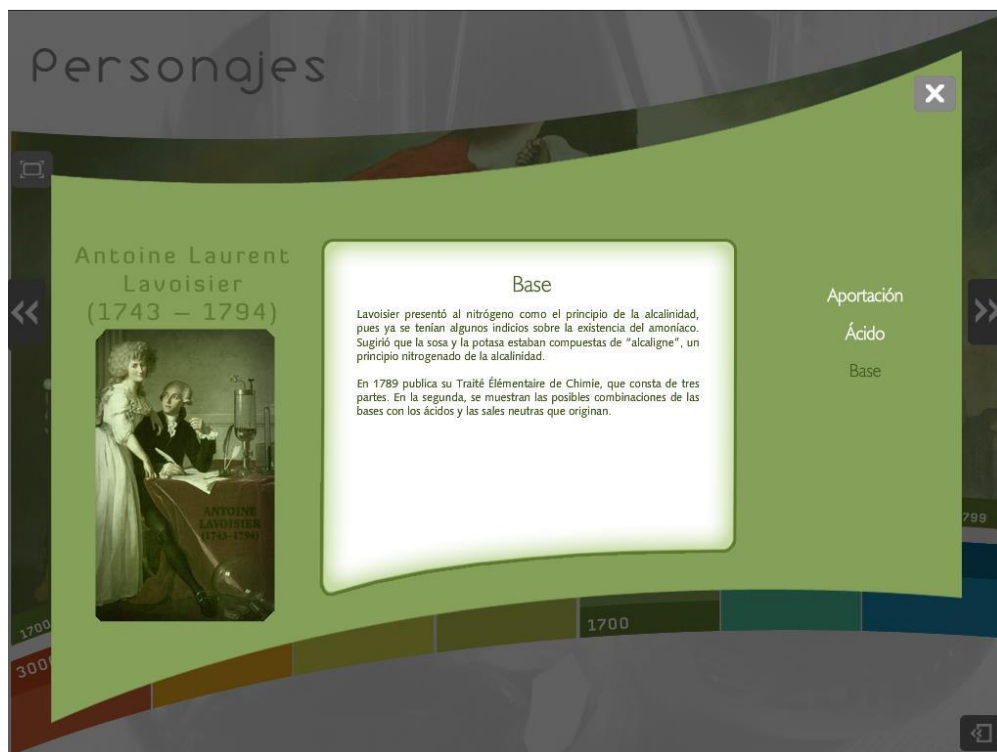 Personajes
Antoine Laurent
Lavoisier
(1743 – 1794)
ANTOINE
LAVOISIER
(1743-1794)
Base
Lavoisier presentó al nitrógeno como el principio de la alcalinidad,
pues ya se tenían algunos indicios sobre la existencia del amoníaco.
Sugirió que la sosa y la potasa estaban compuestas de "alcaligne", un
principio nitrogenado de la alcalinidad.
En 1789 publica su Traité Élémentaire de Chimie, que consta de tres
partes. En la segunda, se muestran las posibles combinaciones de las
bases con los ácidos y las sales neutras que originan.
Aportación
Ácido
Base
799
1700
1700
300